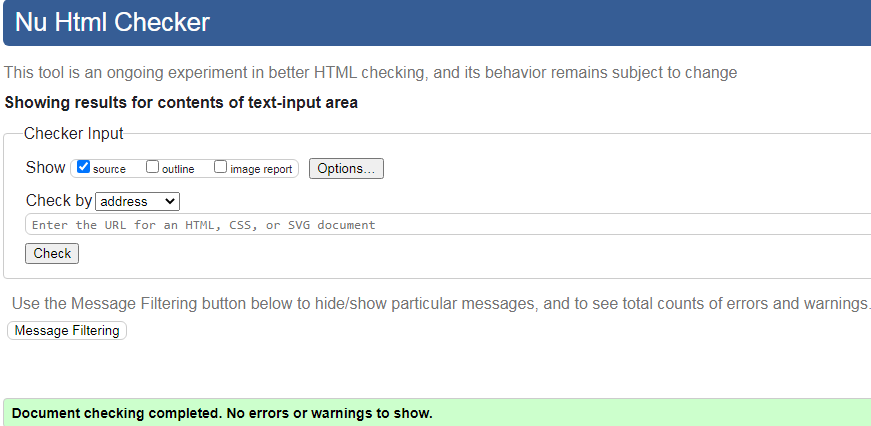 Nu Html Checker
This tool is an ongoing experiment in better HTML checking, and its behavior remains subject to change
Showing results for contents of text-input area
Checker Input
Show source outline image report Options...
Check by address
Enter the URL for an HTML, CSS, or SVG document
Check
Use the Message Filtering button below to hide/show particular messages, and to see total counts of errors and warnings.
Message Filtering
Document checking completed. No errors or warnings to show.